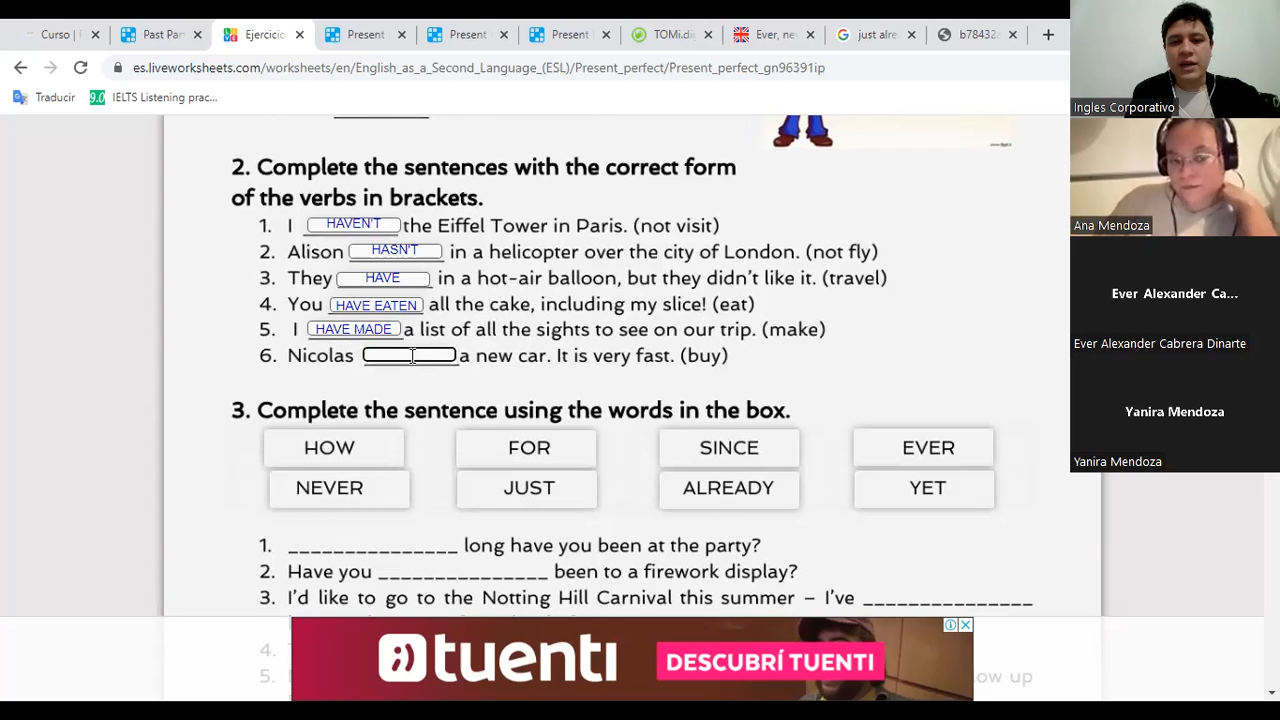 Curso | F
Past Par
Ejercicio
Present
Present
Present
TOMi.di
Ever, ne
just alre
b78432
es.liveworksheets.com/worksheets/en/English_as_a_Second_Language_(ESL)/Present_perfect/Present_perfect_gn96391ip
Traducir
9.0 IELTS Listening prac...
2. Complete the sentences with the correct form
of the verbs in brackets.
1. I HAVEN'T the Eiffel Tower in Paris. (not visit)
2. Alison HASN'T in a helicopter over the city of London. (not fly)
3. They HAVE in a hot-air balloon, but they didn't like it. (travel)
4. You HAVE EATEN all the cake, including my slice! (eat)
5. I HAVE MADE a list of all the sights to see on our trip. (make)
6. Nicolas a new car. It is very fast. (buy)
3. Complete the sentence using the words in the box.
HOW FOR SINCE EVER
NEVER JUST ALREADY YET
1. _______________ long have you been at the party?
2. Have you _______________ been to a firework display?
3. I'd like to go to the Notting Hill Carnival this summer – I've _______________
4.
5. ow up
tuenti
DESCUBRÍ TUENTI
Ingles Corporativo
Ana Mendoza
Ever Alexander Ca...
Ever Alexander Cabrera Dinarte
Yanira Mendoza
Yanira Mendoza